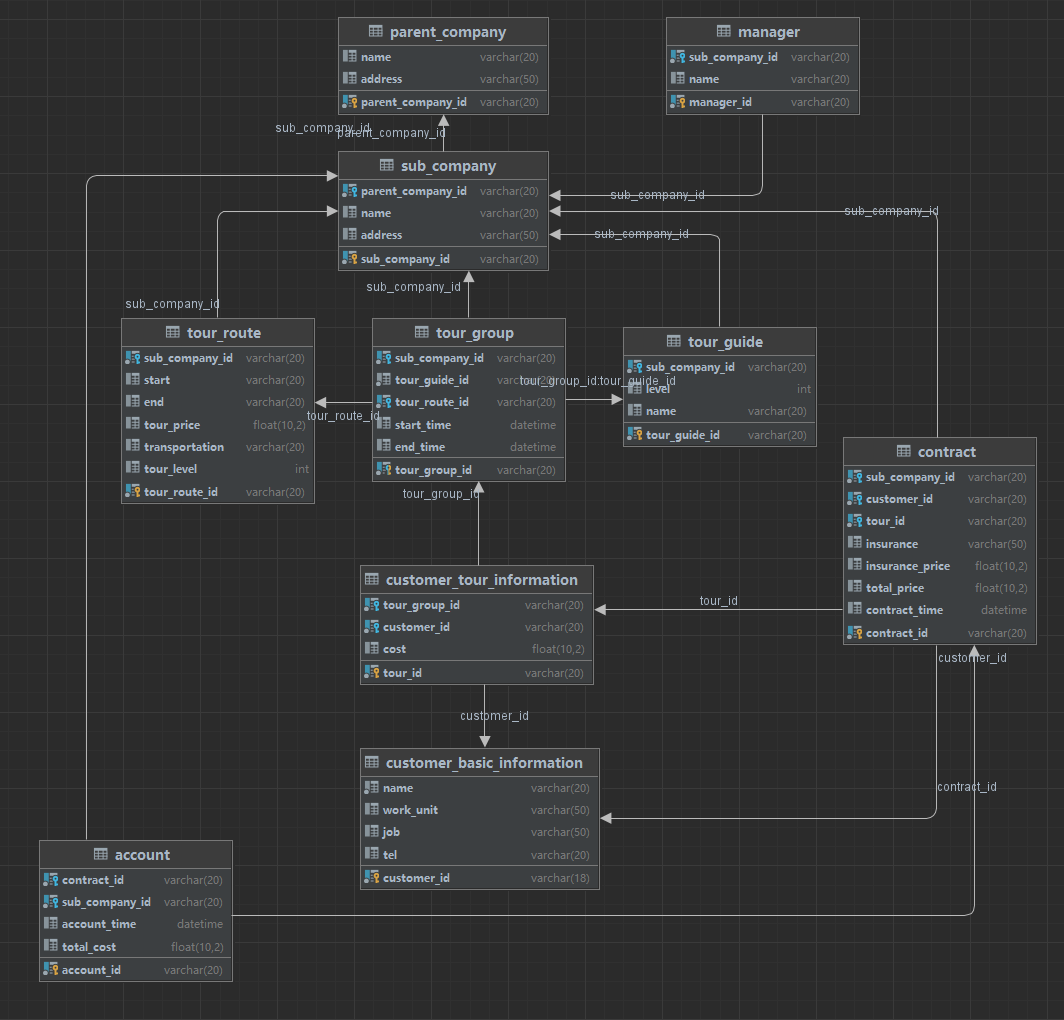 parent_company
name varchar(20)
address varchar(50)
parent_company_id varchar(20)
manager
sub_company_id varchar(20)
name varchar(20)
manager_id varchar(20)
sub_company_id
parent_company_id
sub_company
parent_company_id varchar(20)
name varchar(20)
address varchar(50)
sub_company_id varchar(20)
sub_company_id
sub_company_id
sub_company_id
sub_company_id
sub_company_id
tour_route
sub_company_id varchar(20)
start varchar(20)
end varchar(20)
tour_price float(10,2)
transportation varchar(20)
tour_level int
tour_route_id varchar(20)
tour_group
sub_company_id varchar(20)
tour_guide_id varchar(20)
tour_route_id varchar(20)
start_time datetime
end_time datetime
tour_group_id varchar(20)
tour_guide
sub_company_id varchar(20)
level int
name varchar(20)
tour_guide_id varchar(20)
tour_group_id:tour_guide_id
tour_route_id
tour_group_id
contract
sub_company_id varchar(20)
customer_id varchar(20)
tour_id varchar(20)
insurance varchar(50)
insurance_price float(10,2)
total_price float(10,2)
contract_time datetime
contract_id varchar(20)
customer_tour_information
tour_group_id varchar(20)
customer_id varchar(20)
cost float(10,2)
tour_id varchar(20)
tour_id
customer_id
customer_id
customer_basic_information
name varchar(20)
work_unit varchar(50)
job varchar(50)
tel varchar(20)
customer_id varchar(18)
contract_id
account
contract_id varchar(20)
sub_company_id varchar(20)
account_time datetime
total_cost float(10,2)
account_id varchar(20)